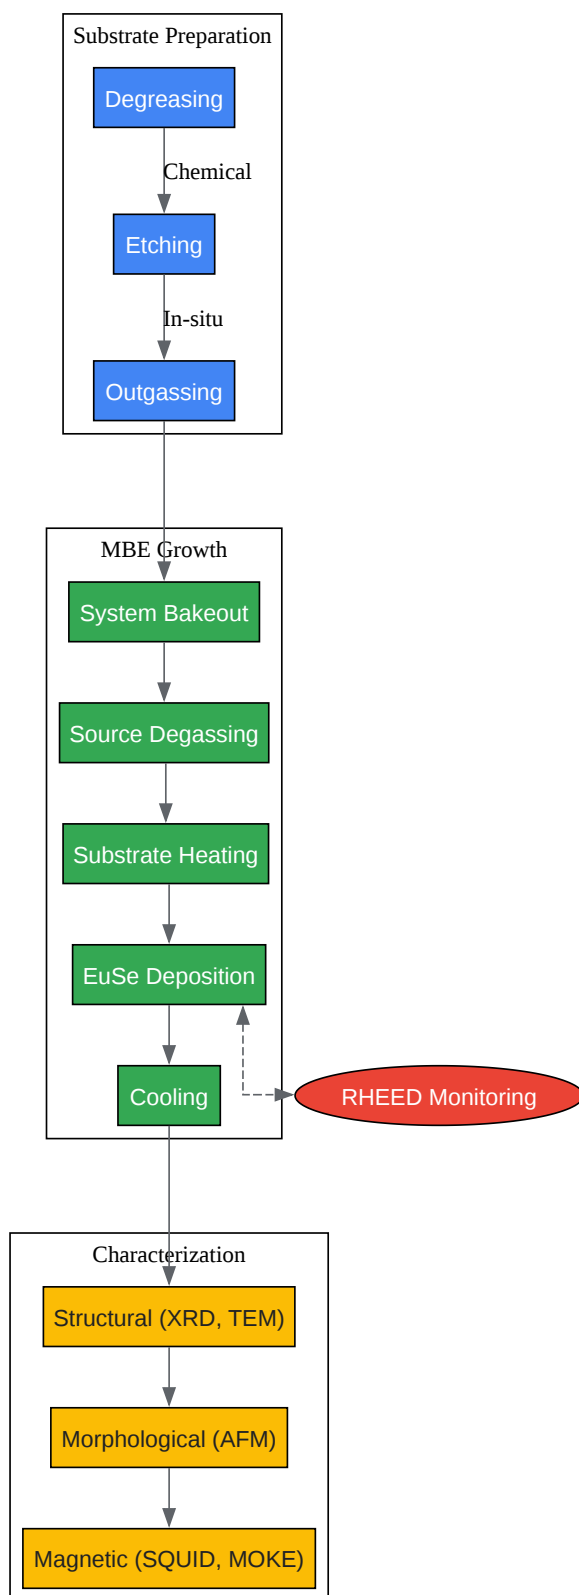 Substrate Preparation
Degreasing
Chemical
Etching
In-situ
Outgassing
MBE Growth
System Bakeout
Source Degassing
Substrate Heating
EuSe Deposition
Cooling
RHEED Monitoring
Characterization
Structural (XRD, TEM)
Morphological (AFM)
Magnetic (SQUID, MOKE)